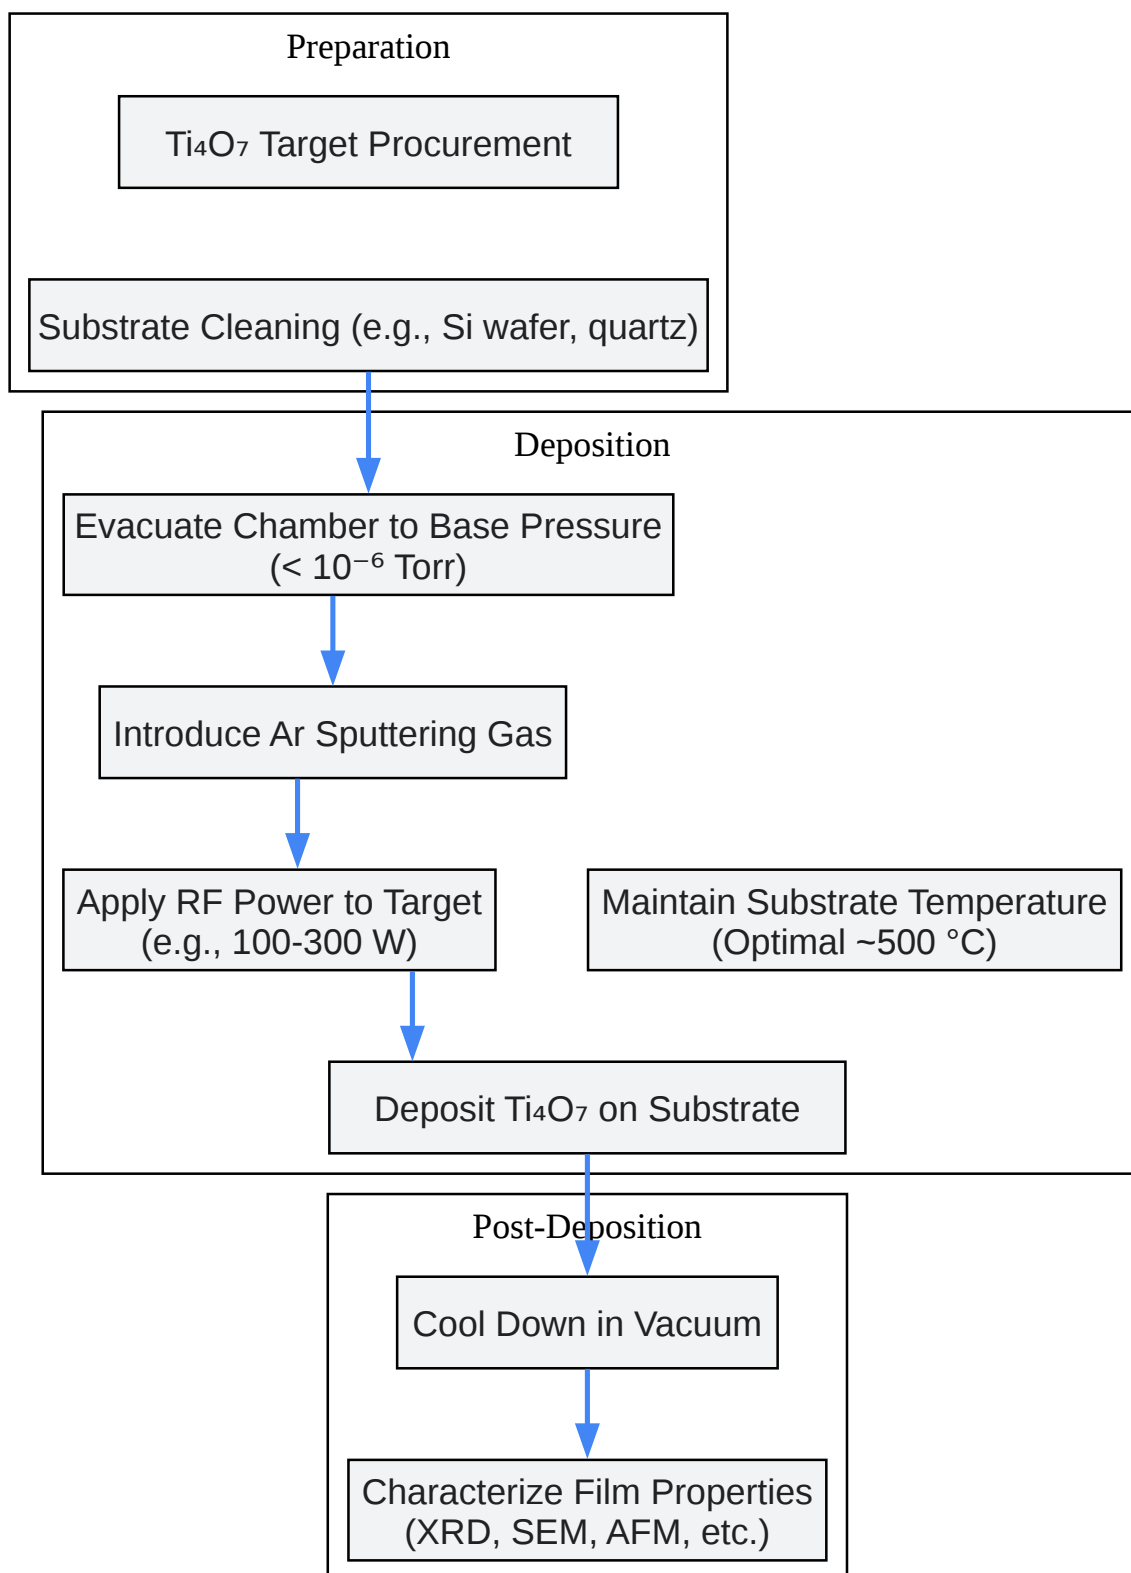 Preparation
Ti₄O₇ Target Procurement
Substrate Cleaning (e.g., Si wafer, quartz)
Deposition
Evacuate Chamber to Base Pressure
(< 10⁻⁶ Torr)
Introduce Ar Sputtering Gas
Apply RF Power to Target
(e.g., 100-300 W)
Maintain Substrate Temperature
(Optimal ~500 °C)
Deposit Ti₄O₇ on Substrate
Post-Deposition
Cool Down in Vacuum
Characterize Film Properties
(XRD, SEM, AFM, etc.)